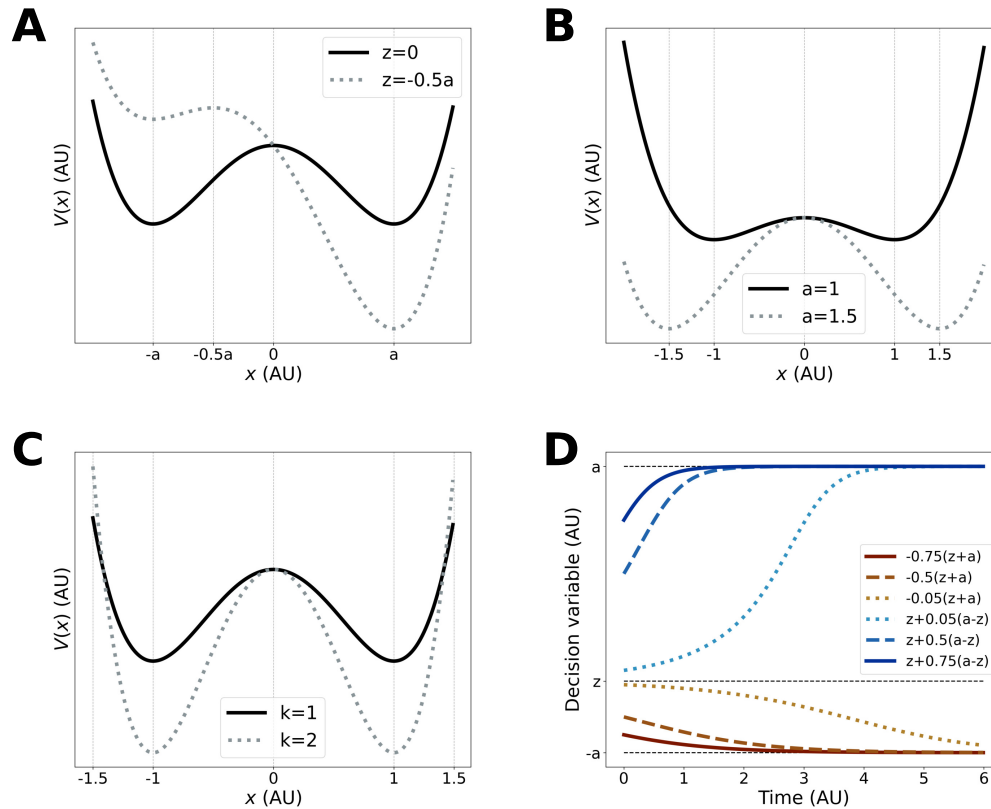 A
z=0
z=-0.5a
V(x) (AU)
-a
-0.5a
0
a
x (AU)
B
V(x) (AU)
a=1
a=1.5
-1.5
-1
0
1
1.5
x (AU)
C
V(x) (AU)
k=1
k=2
-1.5
-1
0
1
1.5
x (AU)
D
Decision variable (AU)
a
z
-a
-0.75(z+a)
-0.5(z+a)
-0.05(z+a)
z+0.05(a-z)
z+0.5(a-z)
z+0.75(a-z)
0
1
2
3
4
5
6
Time (AU)